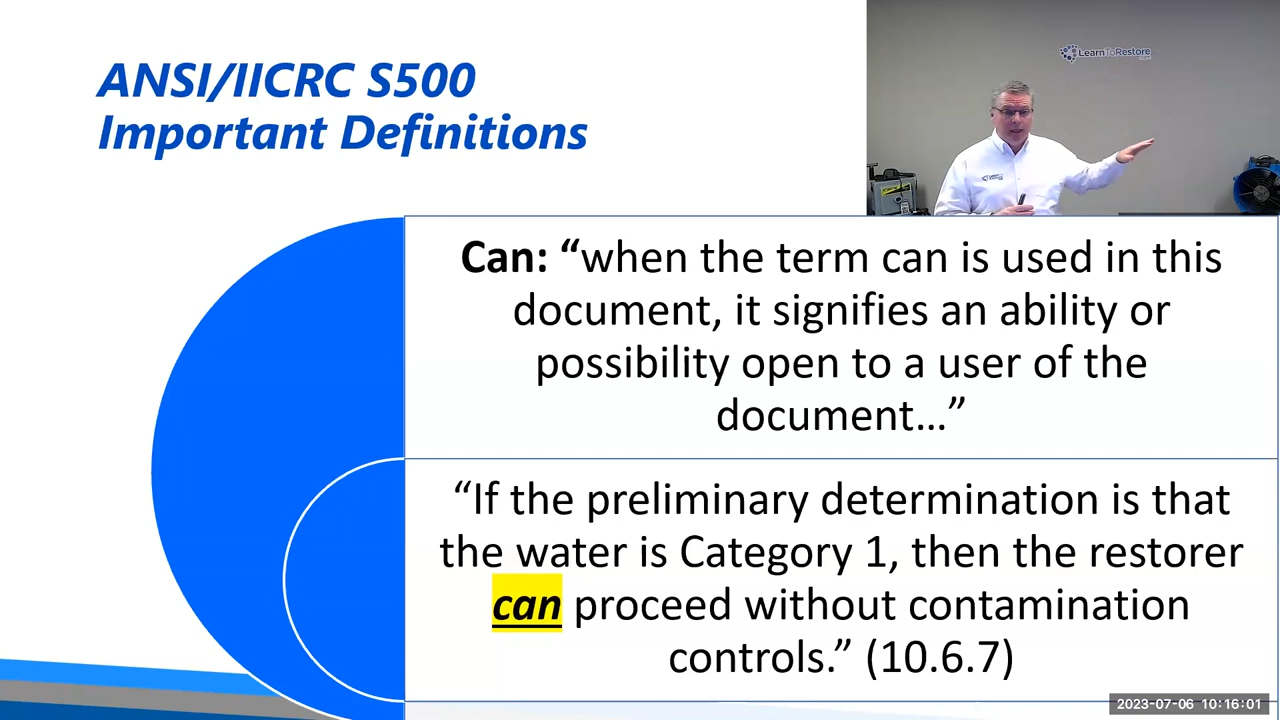 ANSI/IICRC S500
Important Definitions
LearnToRestore
Can: “when the term can is used in this
document, it signifies an ability or
possibility open to a user of the
document…”
“If the preliminary determination is that
the water is Category 1, then the restorer
can proceed without contamination
controls.” (10.6.7)
2023-07-06 10:16:01